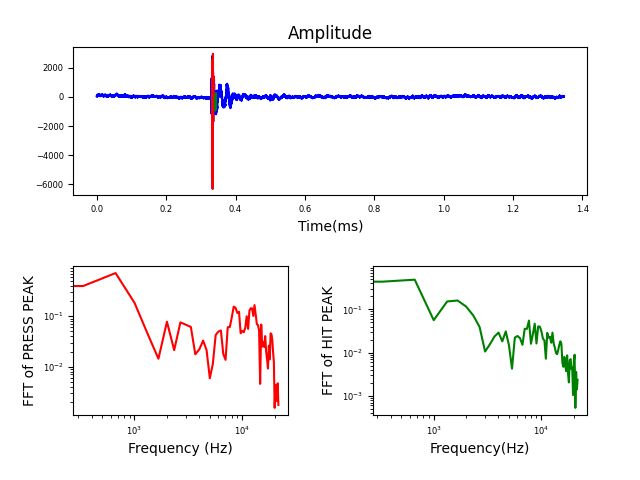 Amplitude
2000
0
−2000
−4000
−6000
0.0 0.2 0.4 0.6 0.8 1.0 1.2 1.4
Time(ms)
FFT of PRESS PEAK
10⁻¹
10⁻²
10³ 10⁴
Frequency (Hz)
FFT of HIT PEAK
10⁻¹
10⁻²
10⁻³
10³ 10⁴
Frequency(Hz)